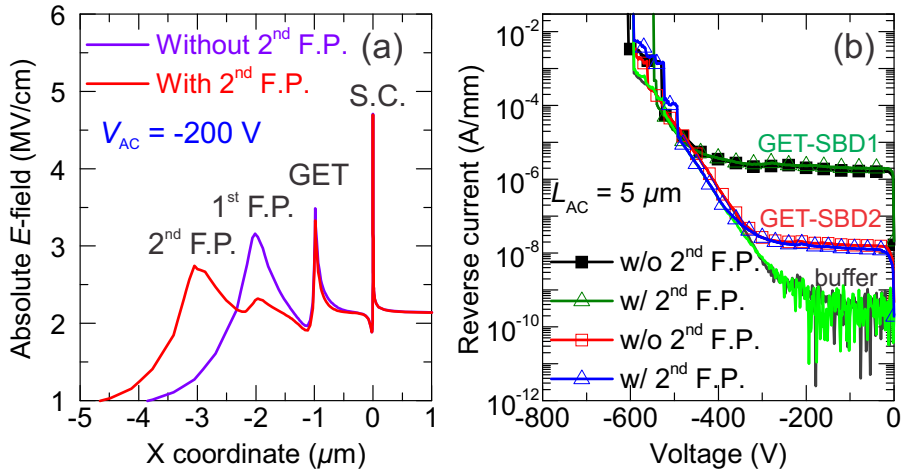 (a)
Without 2nd F.P.
With 2nd F.P.
VAC = -200 V
S.C.
GET
1st F.P.
2nd F.P.
Absolute E-field (MV/cm)
6
5
4
3
2
1
-5 -4 -3 -2 -1 0 1
X coordinate (μm)
(b)
GET-SBD1
LAC = 5 μm
GET-SBD2
buffer
w/o 2nd F.P.
w/ 2nd F.P.
w/o 2nd F.P.
w/ 2nd F.P.
Reverse current (A/mm)
10-2
10-4
10-6
10-8
10-10
10-12
-800 -600 -400 -200 0
Voltage (V)